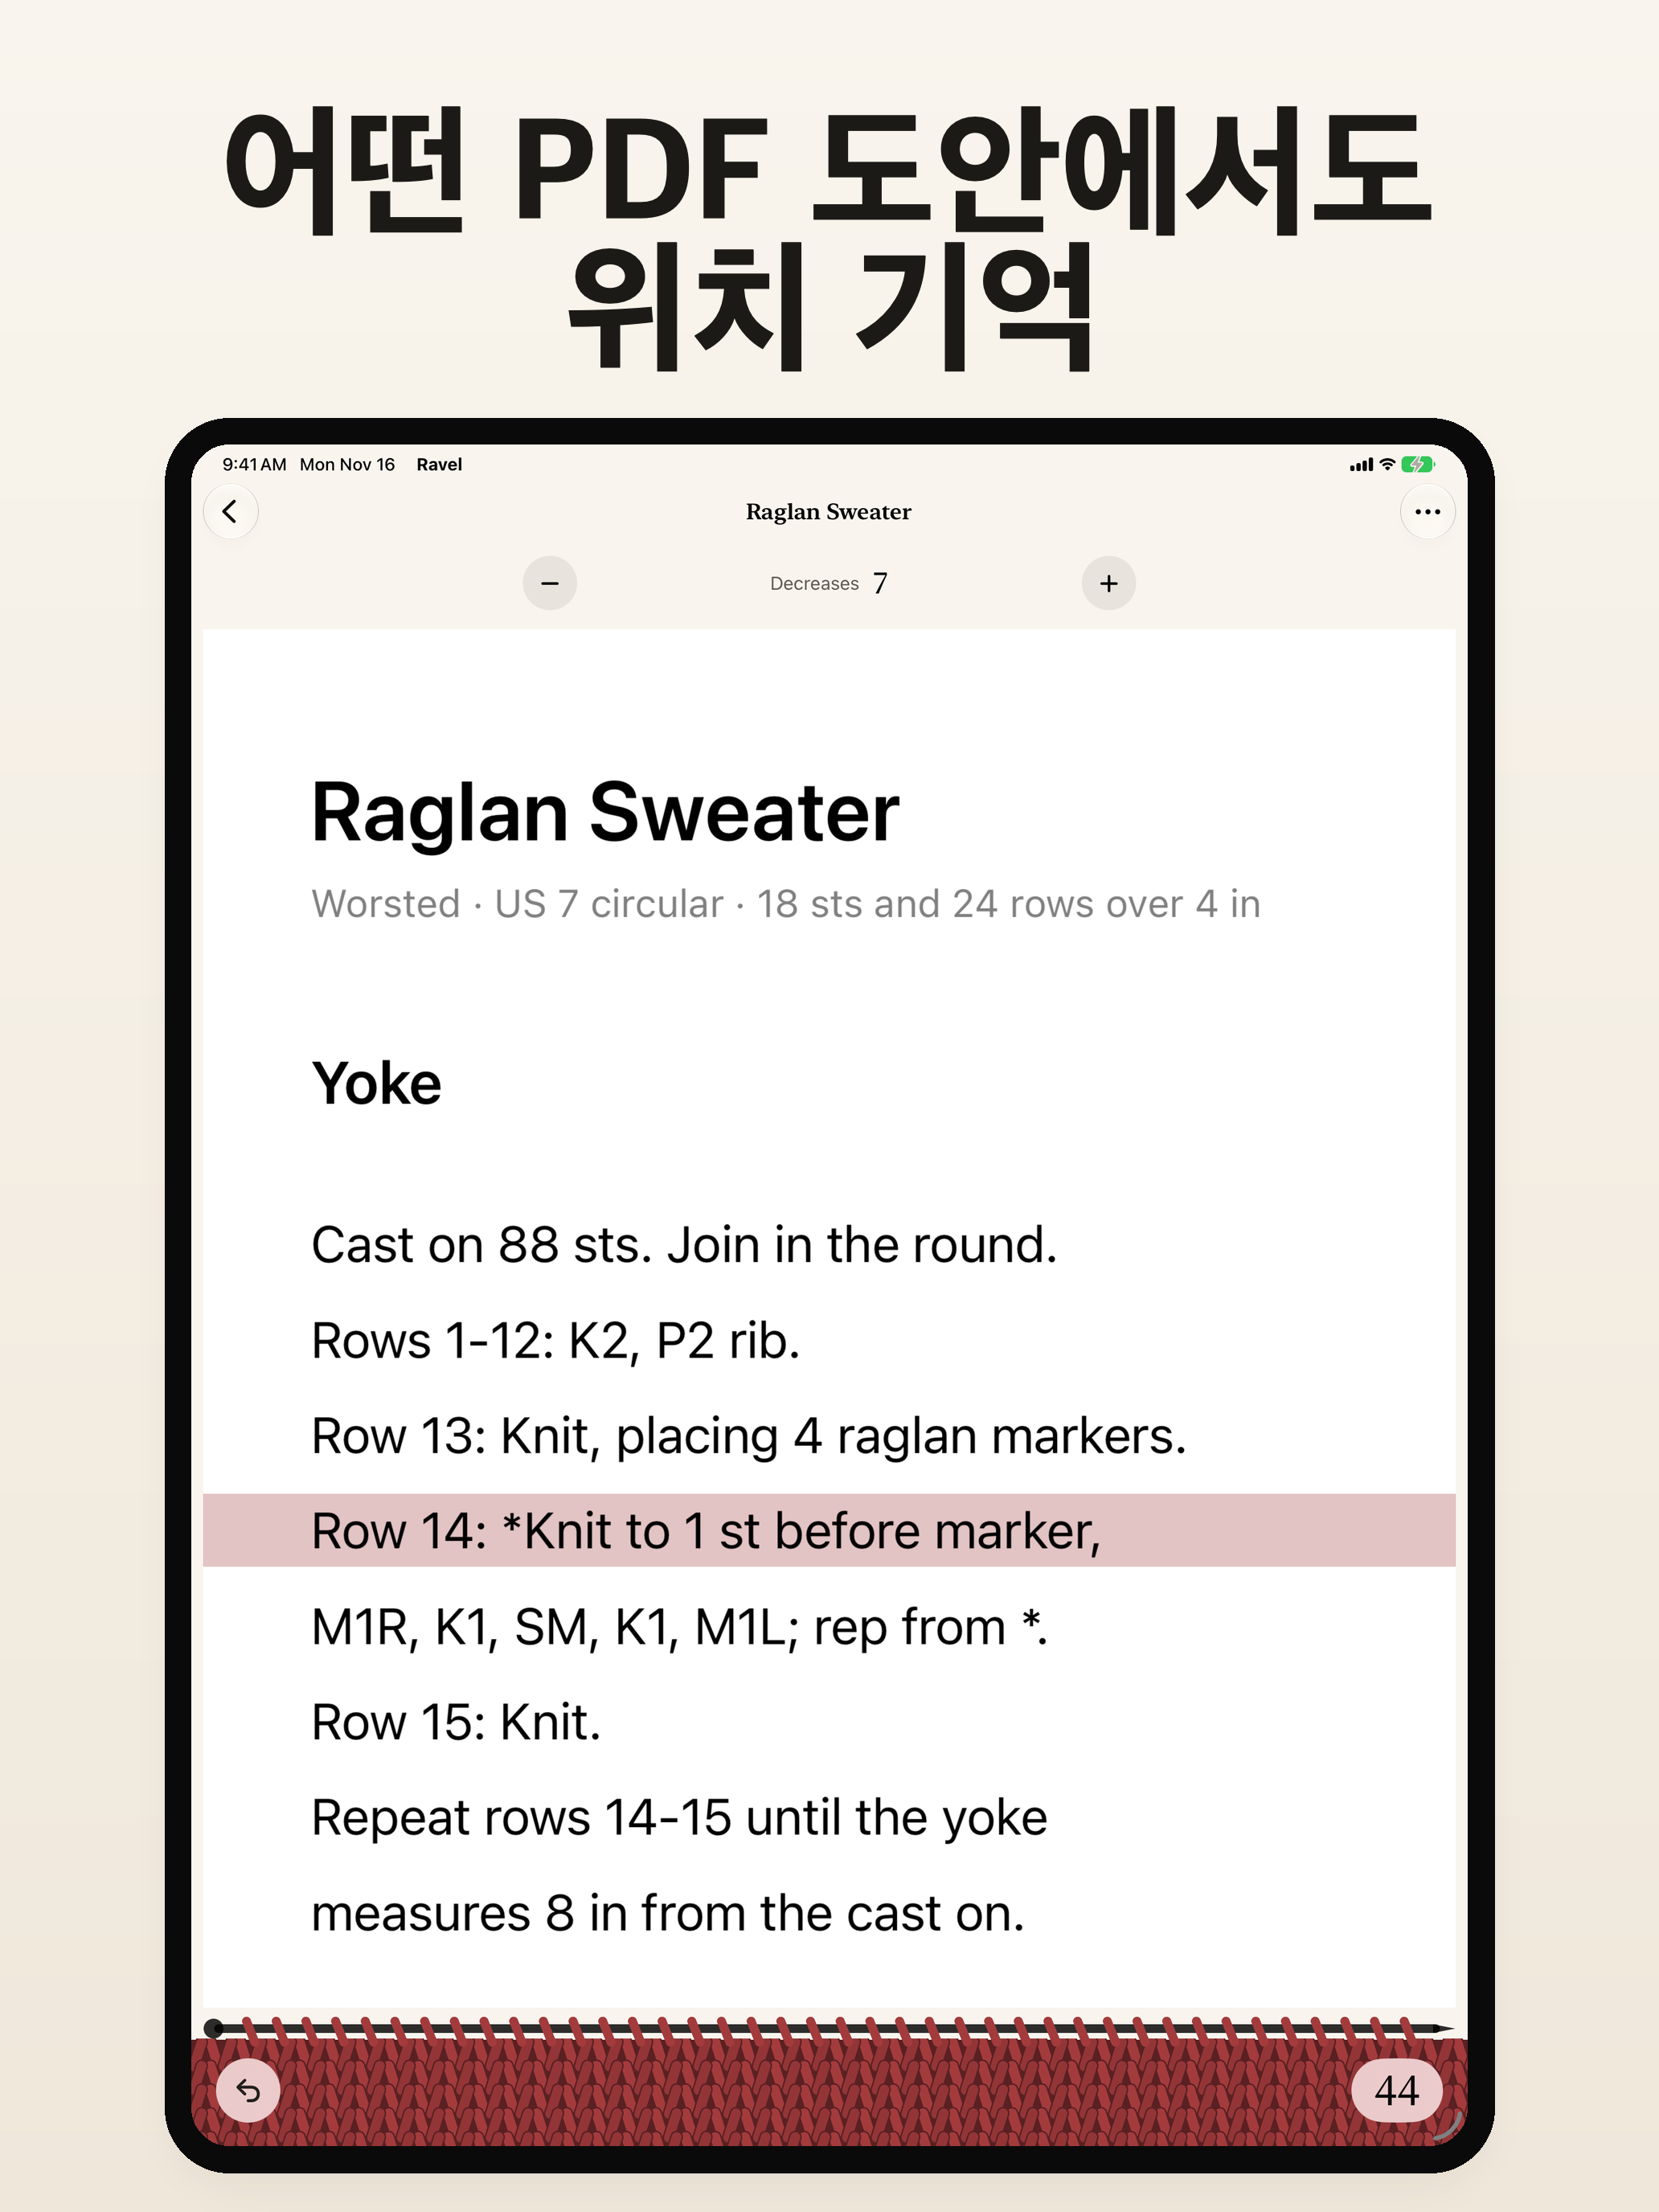 어떤 PDF 도안에서도
위치 기억
9:41 AM Mon Nov 16 Ravel
Raglan Sweater
Decreases 7
Raglan Sweater
Worsted · US 7 circular · 18 sts and 24 rows over 4 in
Yoke
Cast on 88 sts. Join in the round.
Rows 1-12: K2, P2 rib.
Row 13: Knit, placing 4 raglan markers.
Row 14: *Knit to 1 st before marker,
M1R, K1, SM, K1, M1L; rep from *.
Row 15: Knit.
Repeat rows 14-15 until the yoke
measures 8 in from the cast on.
44